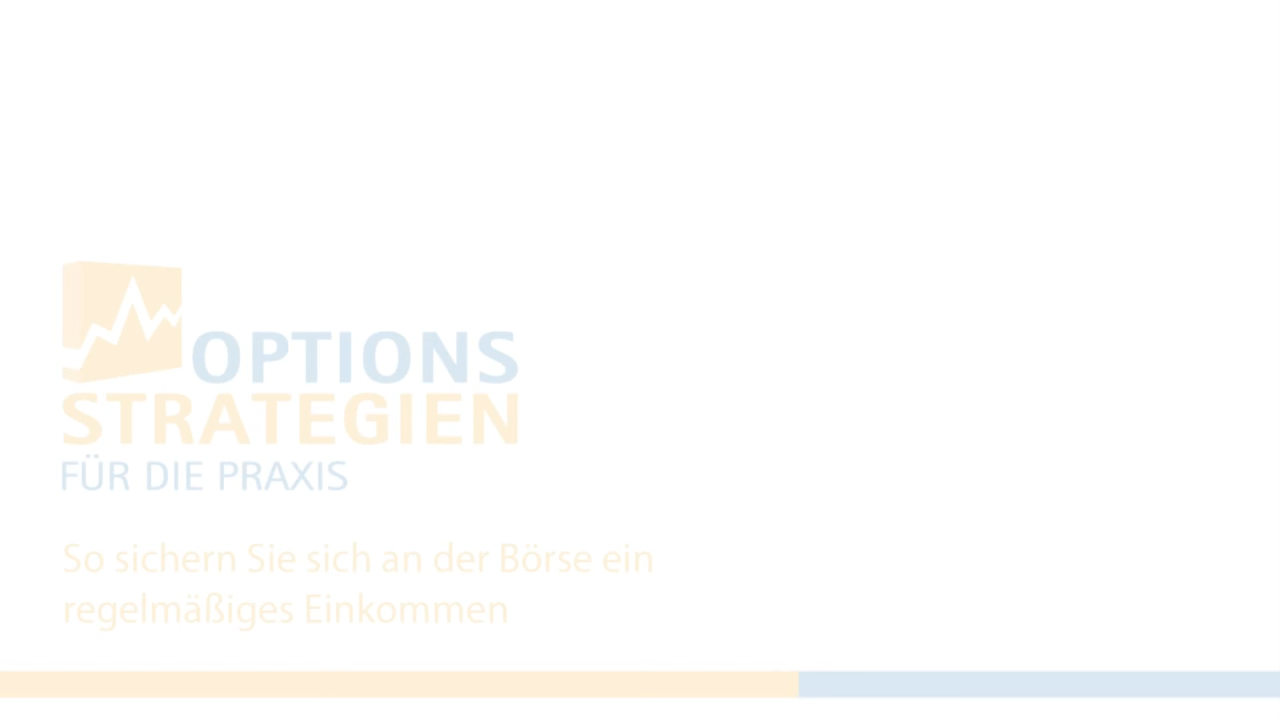 OPTIONS
STRATEGIEN
FÜR DIE PRAXIS
So sichern Sie sich an der Börse ein
regelmäßiges Einkommen